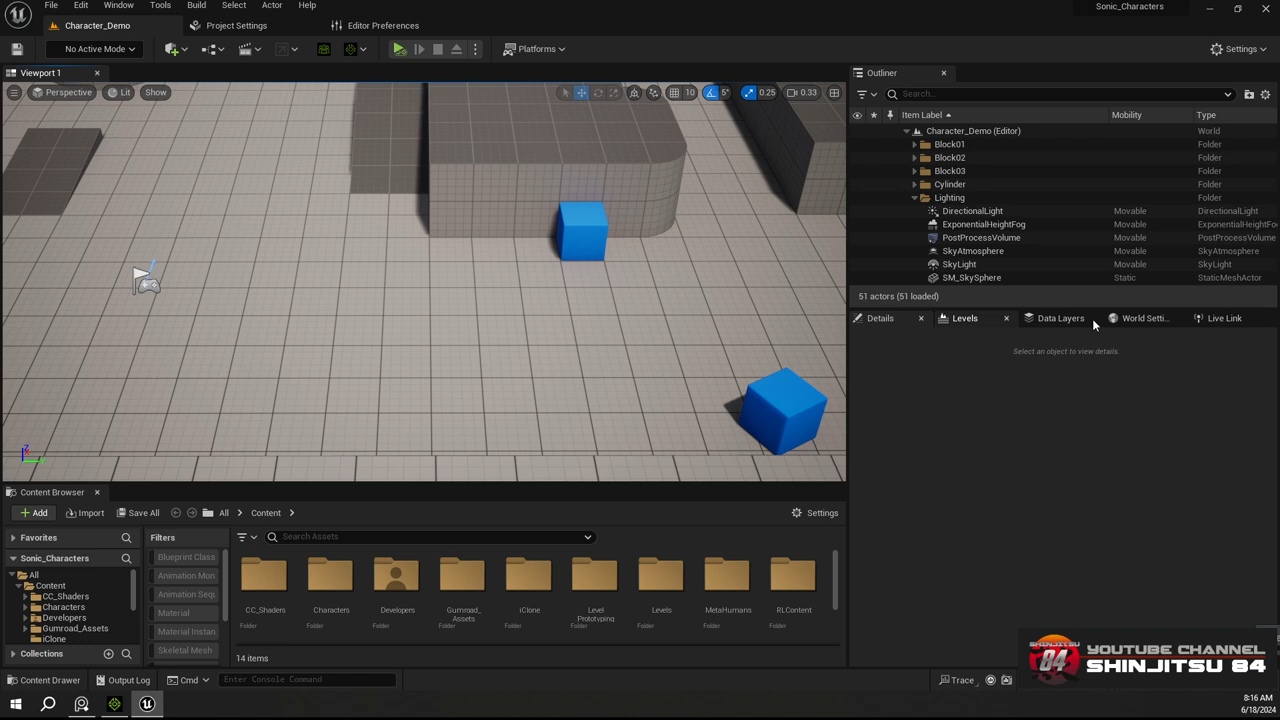 File Edit Window Tools Build Select Actor Help
Sonic_Characters
Character_Demo
Project Settings
Editor Preferences
No Active Mode
Platforms
Settings
Viewport 1
Outliner
Perspective
Lit
Show
10
5°
0.25
0.33
Search...
Item Label
Mobility
Type
Character_Demo (Editor) World
Block01 Folder
Block02 Folder
Block03 Folder
Cylinder Folder
Lighting Folder
DirectionalLight Movable DirectionalLight
ExponentialHeightFog Movable ExponentialHeightFo
PostProcessVolume Movable PostProcessVolume
SkyAtmosphere Movable SkyAtmosphere
SkyLight Movable SkyLight
SM_SkySphere Static StaticMeshActor
51 actors (51 loaded)
Details
Levels
Data Layers
World Setti...
Live Link
Select an object to view details.
Z
Content Browser
Add
Import
Save All
All
Content
Settings
Favorites
Filters
Search Assets
Sonic_Characters
All
Content
CC_Shaders
Characters
Developers
Gumroad_Assets
iClone
Collections
Blueprint Class
Animation Mon
Animation Sequ
Material
Material Instan
Skeletal Mesh
CC_Shaders
Folder
Characters
Folder
Developers
Folder
Gumroad_
Assets
Folder
iClone
Folder
Level
Prototyping
Folder
Levels
Folder
MetaHumans
Folder
RLContent
Folder
14 items
Content Drawer
Output Log
Cmd
Enter Console Command
Trace
SHINJITSU
84
YOUTUBE CHANNEL
SHINJITSU 84
8:16 AM
6/18/2024